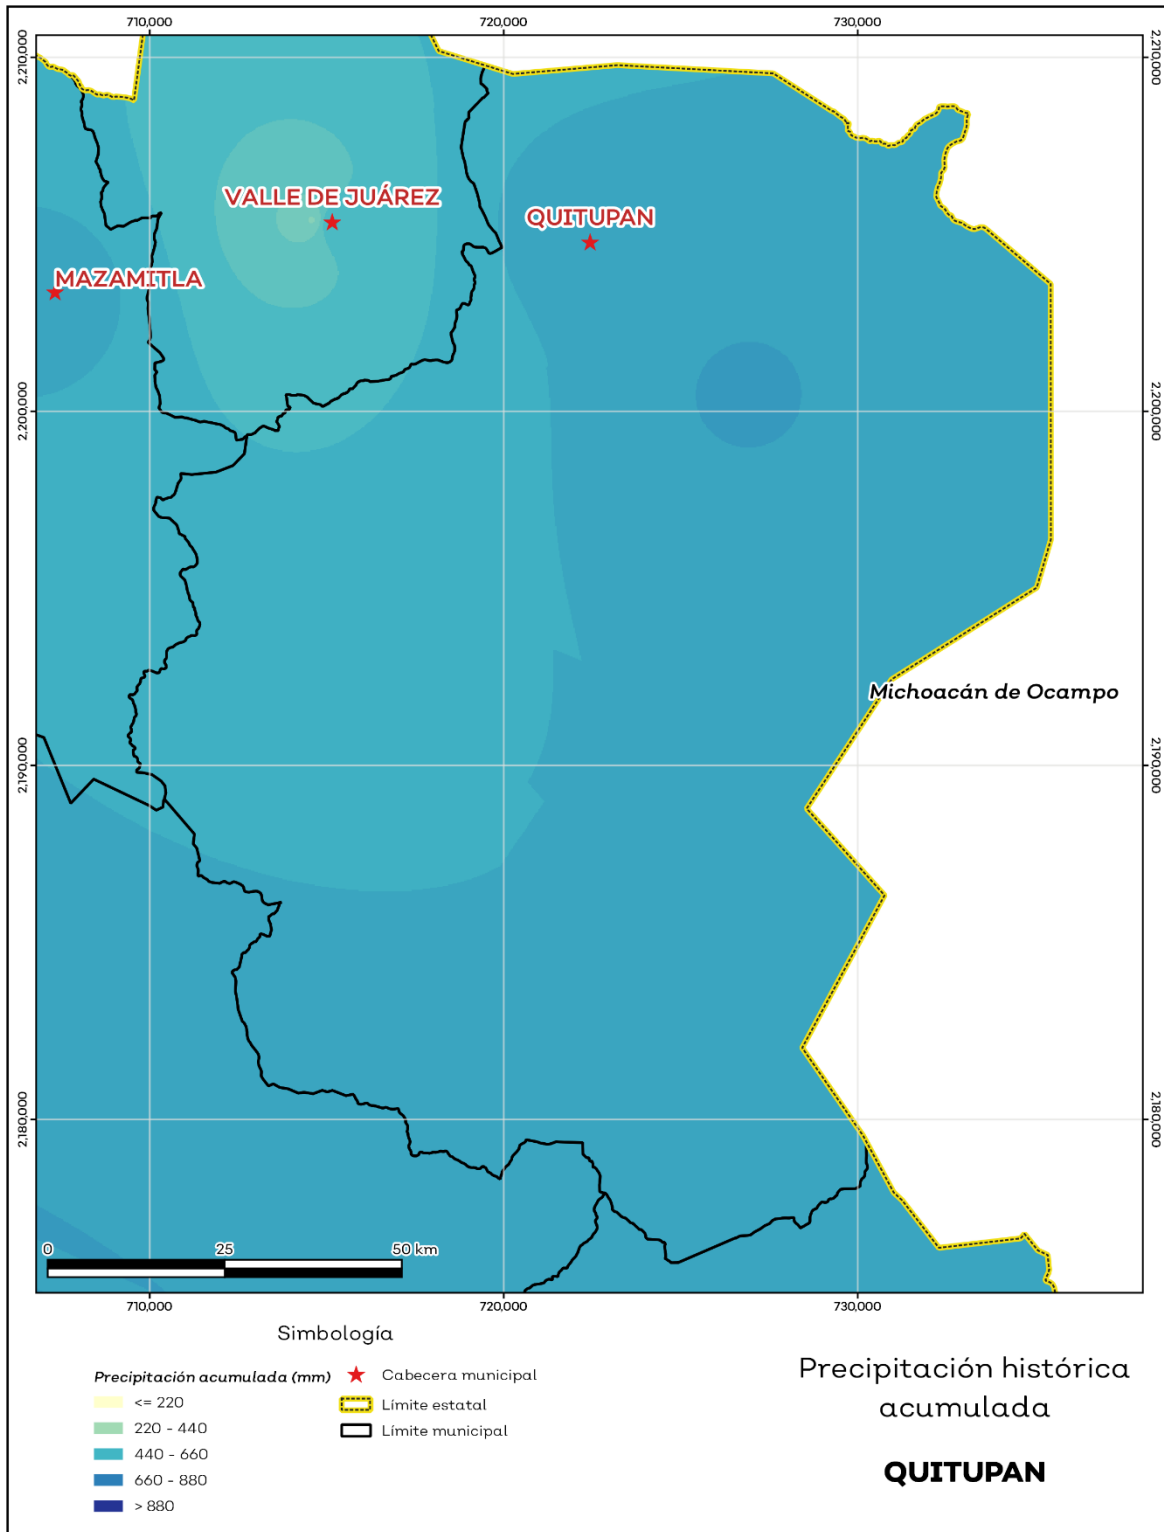 710,000 720,000 730,000
2,210,000 2,210,000
VALLE DE JUÁREZ
QUITUPAN
MAZAMITLA
2,200,000 2,200,000
Michoacán de Ocampo
2,190,000 2,190,000
2,180,000 2,180,000
0 25 50 km
710,000 720,000 730,000
Simbología
Precipitación acumulada (mm)
<= 220
220 - 440
440 - 660
660 - 880
> 880
Cabecera municipal
Límite estatal
Límite municipal
Precipitación histórica
acumulada
QUITUPAN